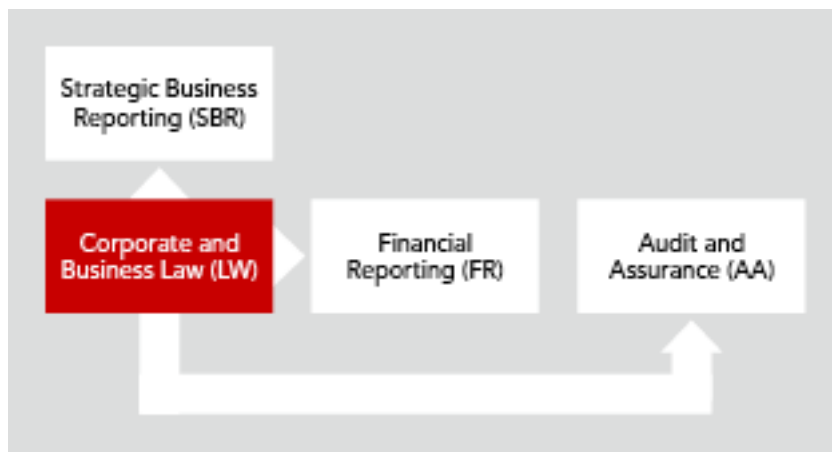 Strategic Business
Reporting (SBR)
Corporate and
Business Law (LW)
Financial
Reporting (FR)
Audit and
Assurance (AA)